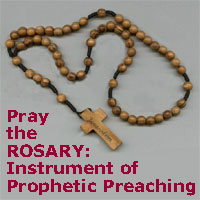 Pray
the
ROSARY:
Instrument of
Prophetic Preaching